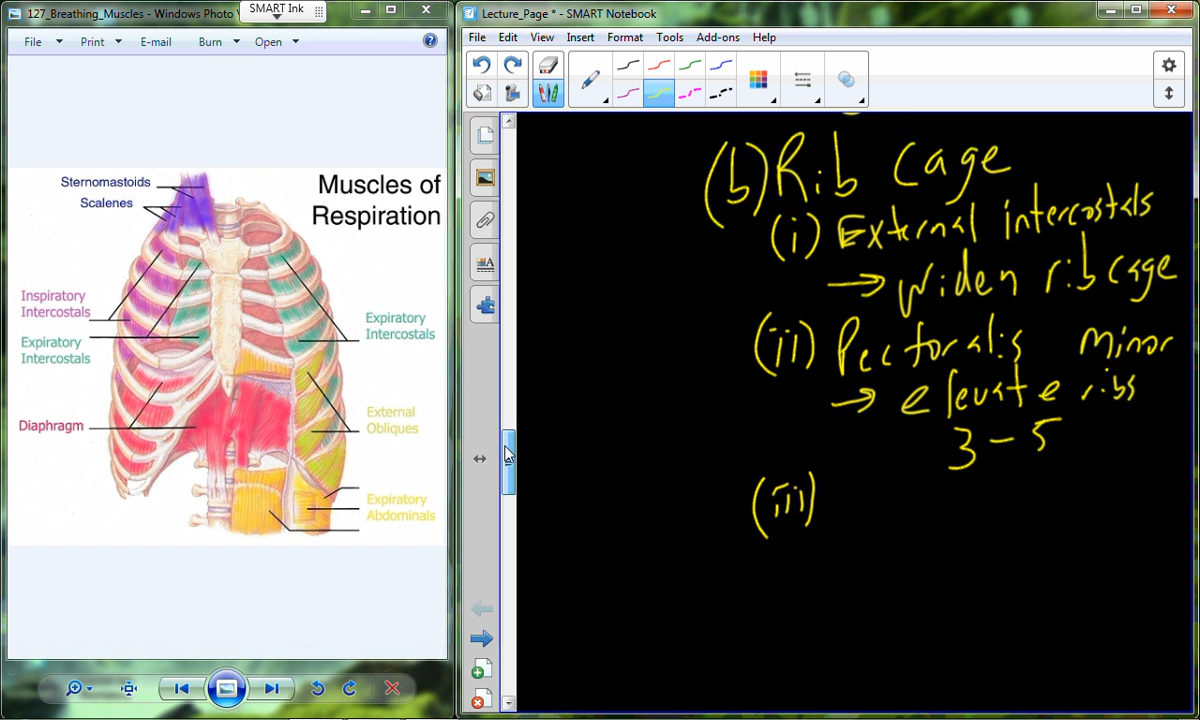 127_Breathing_Muscles - Windows Photo V
SMART Ink
File Print E-mail Burn Open
Muscles of
Respiration
Sternomastoids
Scalenes
Inspiratory
Intercostals
Expiratory
Intercostals
Diaphragm
Expiratory
Intercostals
External
Obliques
Expiratory
Abdominals
Lecture_Page * - SMART Notebook
File Edit View Insert Format Tools Add-ons Help
(b) Rib cage
(i) External intercostals
→ widen rib cage
(ii) Pectoralis minor
→ elevate ribs
3 - 5
(iii)